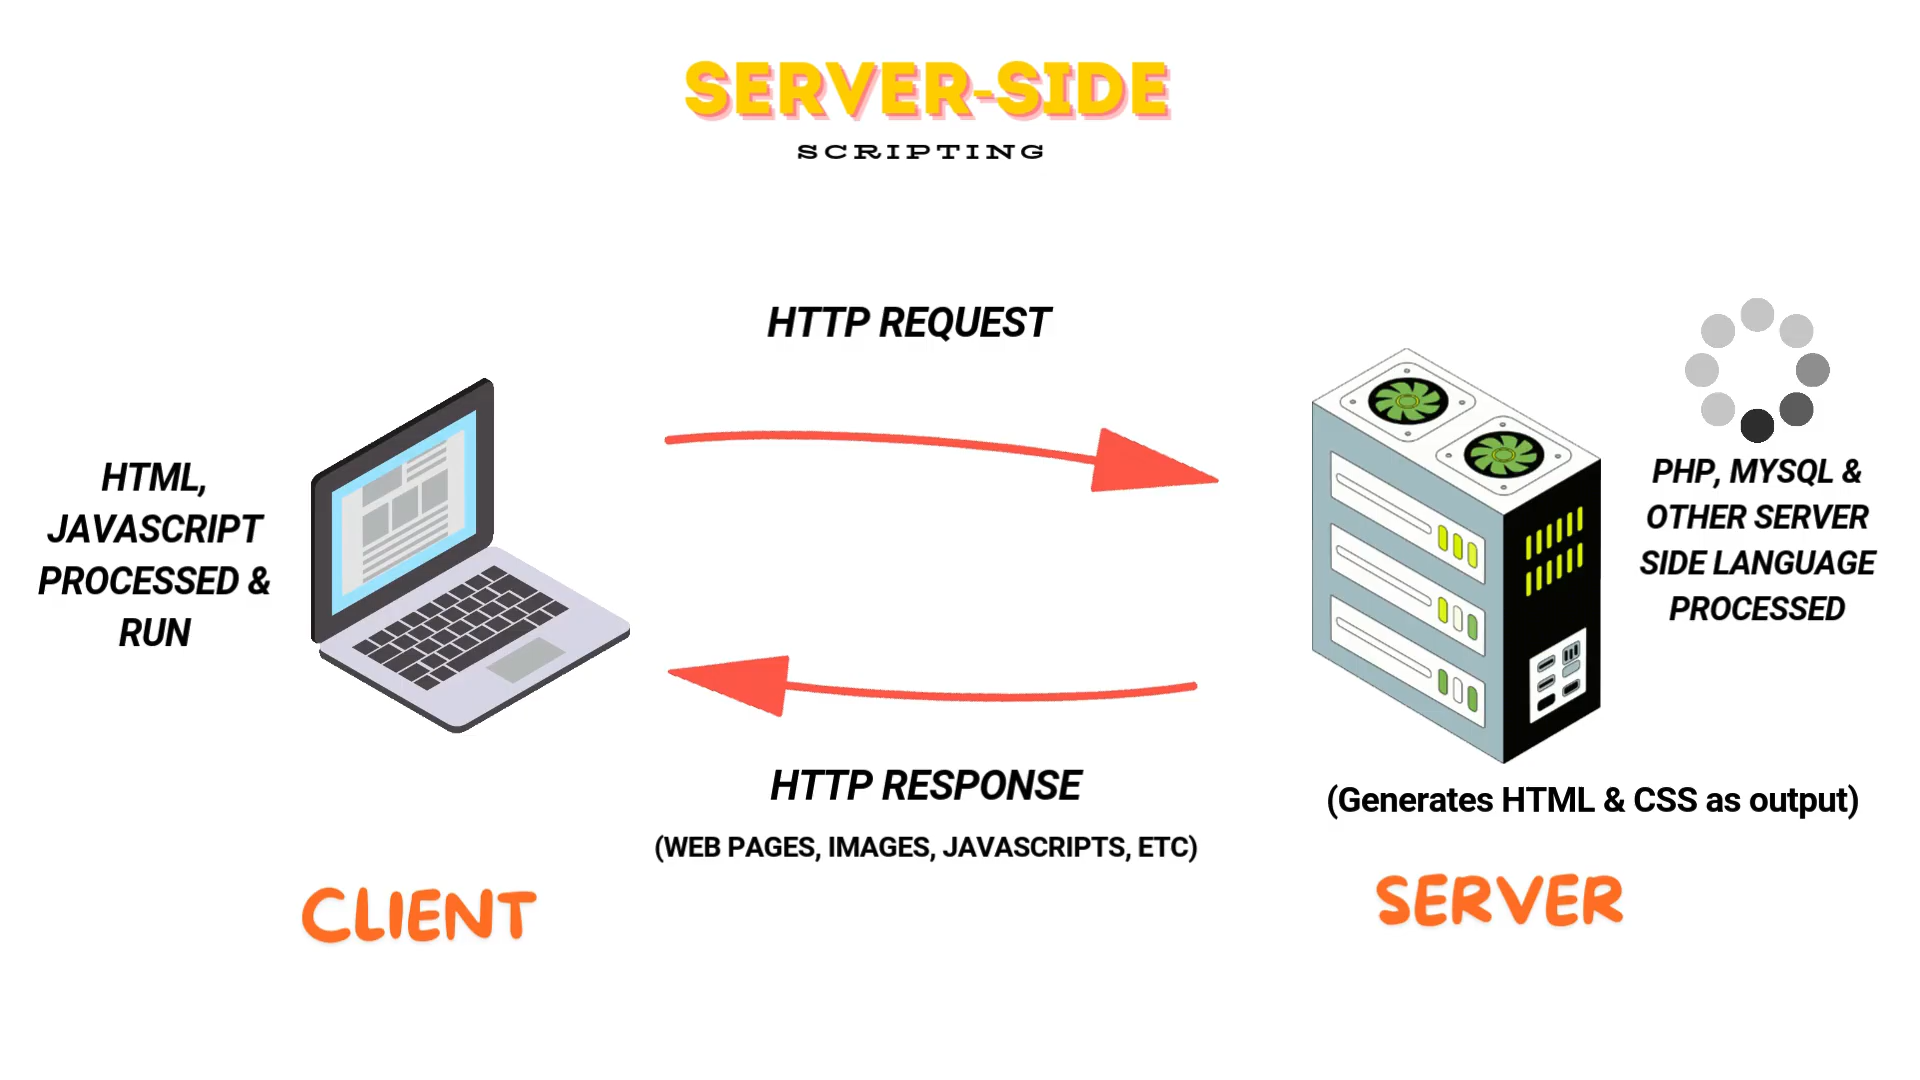 SERVER-SIDE
SCRIPTING
HTTP REQUEST
HTML,
JAVASCRIPT
PROCESSED &
RUN
PHP, MYSQL &
OTHER SERVER
SIDE LANGUAGE
PROCESSED
HTTP RESPONSE
(WEB PAGES, IMAGES, JAVASCRIPTS, ETC)
(Generates HTML & CSS as output)
CLIENT
SERVER